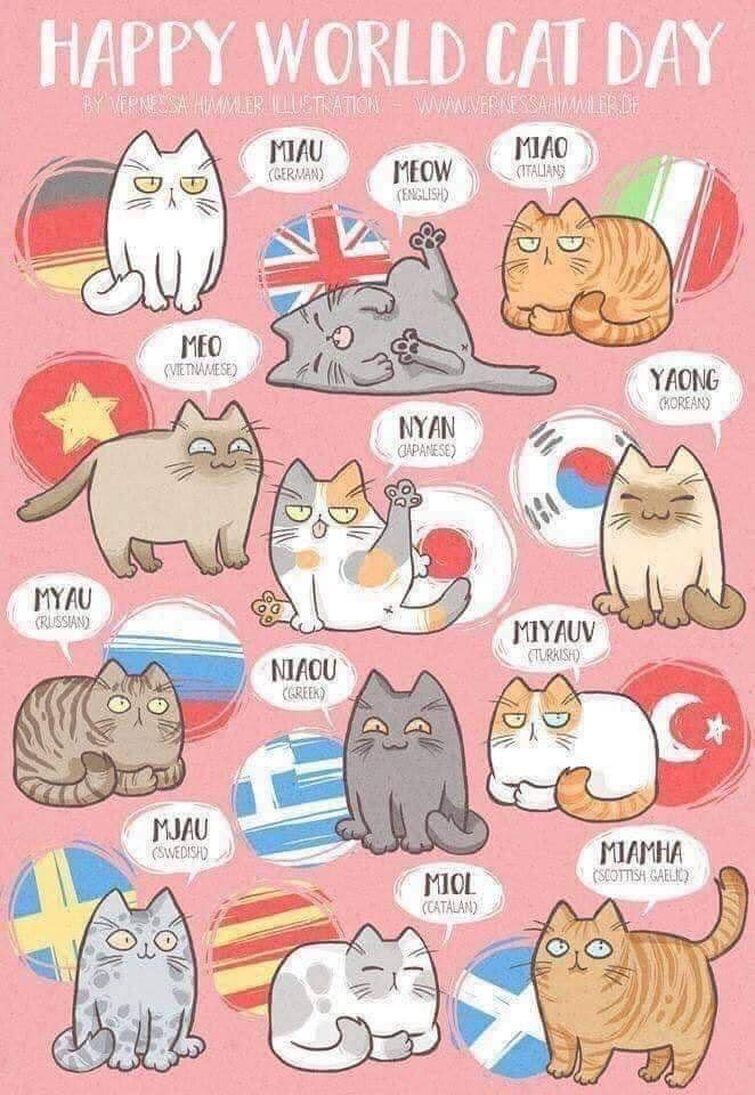 HAPPY WORLD CAT DAY
BY VERNESSA HIMMLER ILLUSTRATION - WWW.VERNESSAHIMMLER.DE
MIAU
(GERMAN)
MEOW
(ENGLISH)
MIAO
(ITALIAN)
MEO
(VIETNAMESE)
YAONG
(KOREAN)
NYAN
(JAPANESE)
MYAU
(RUSSIAN)
MIYAUV
(TURKISH)
NIAOU
(GREEK)
MJAU
(SWEDISH)
MIAMHA
(SCOTTISH GAELIC)
MIOL
(CATALAN)